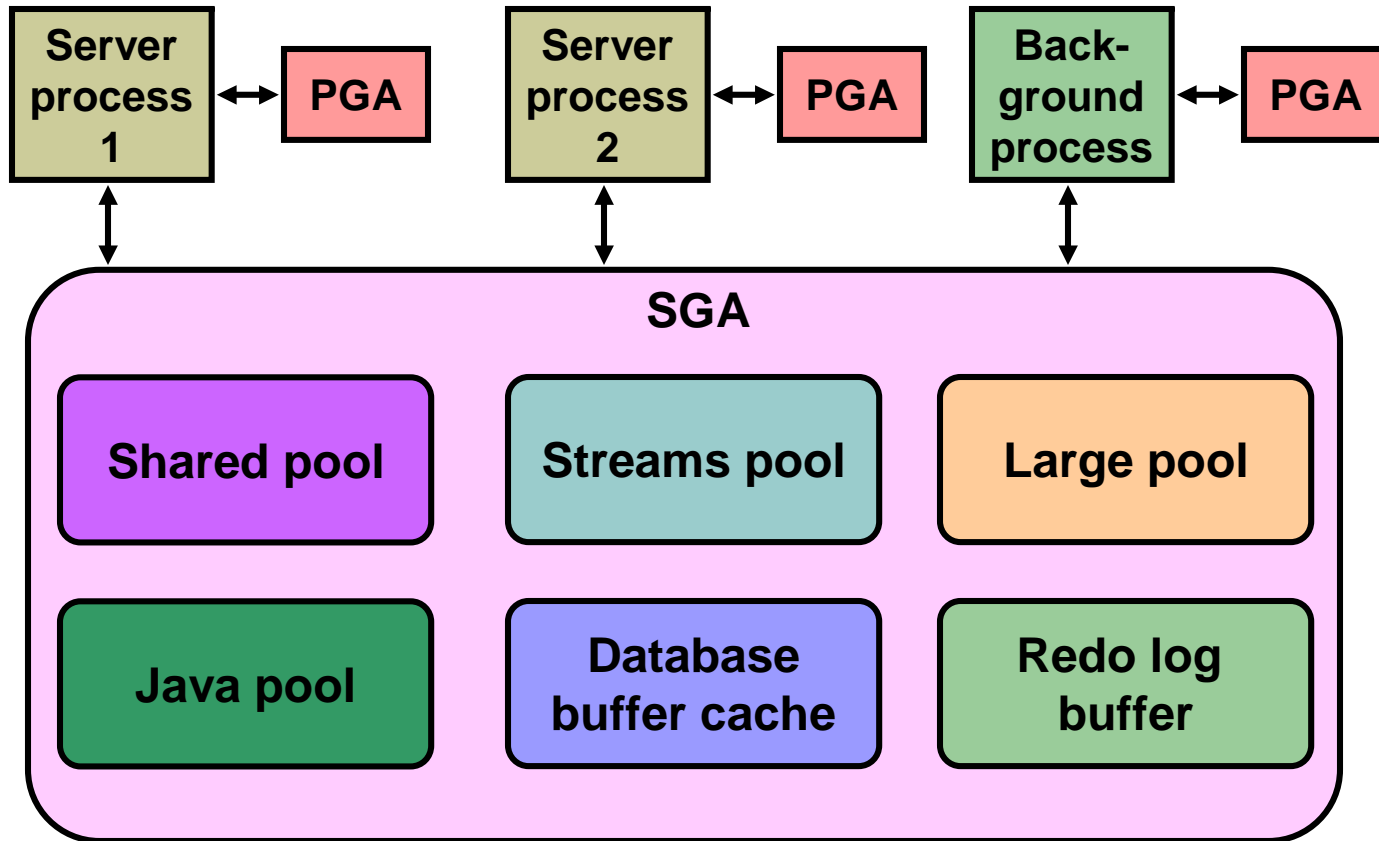 Server
process
1
PGA
Server
process
2
PGA
Back-
ground
process
PGA
SGA
Shared pool
Streams pool
Large pool
Java pool
Database
buffer cache
Redo log
buffer